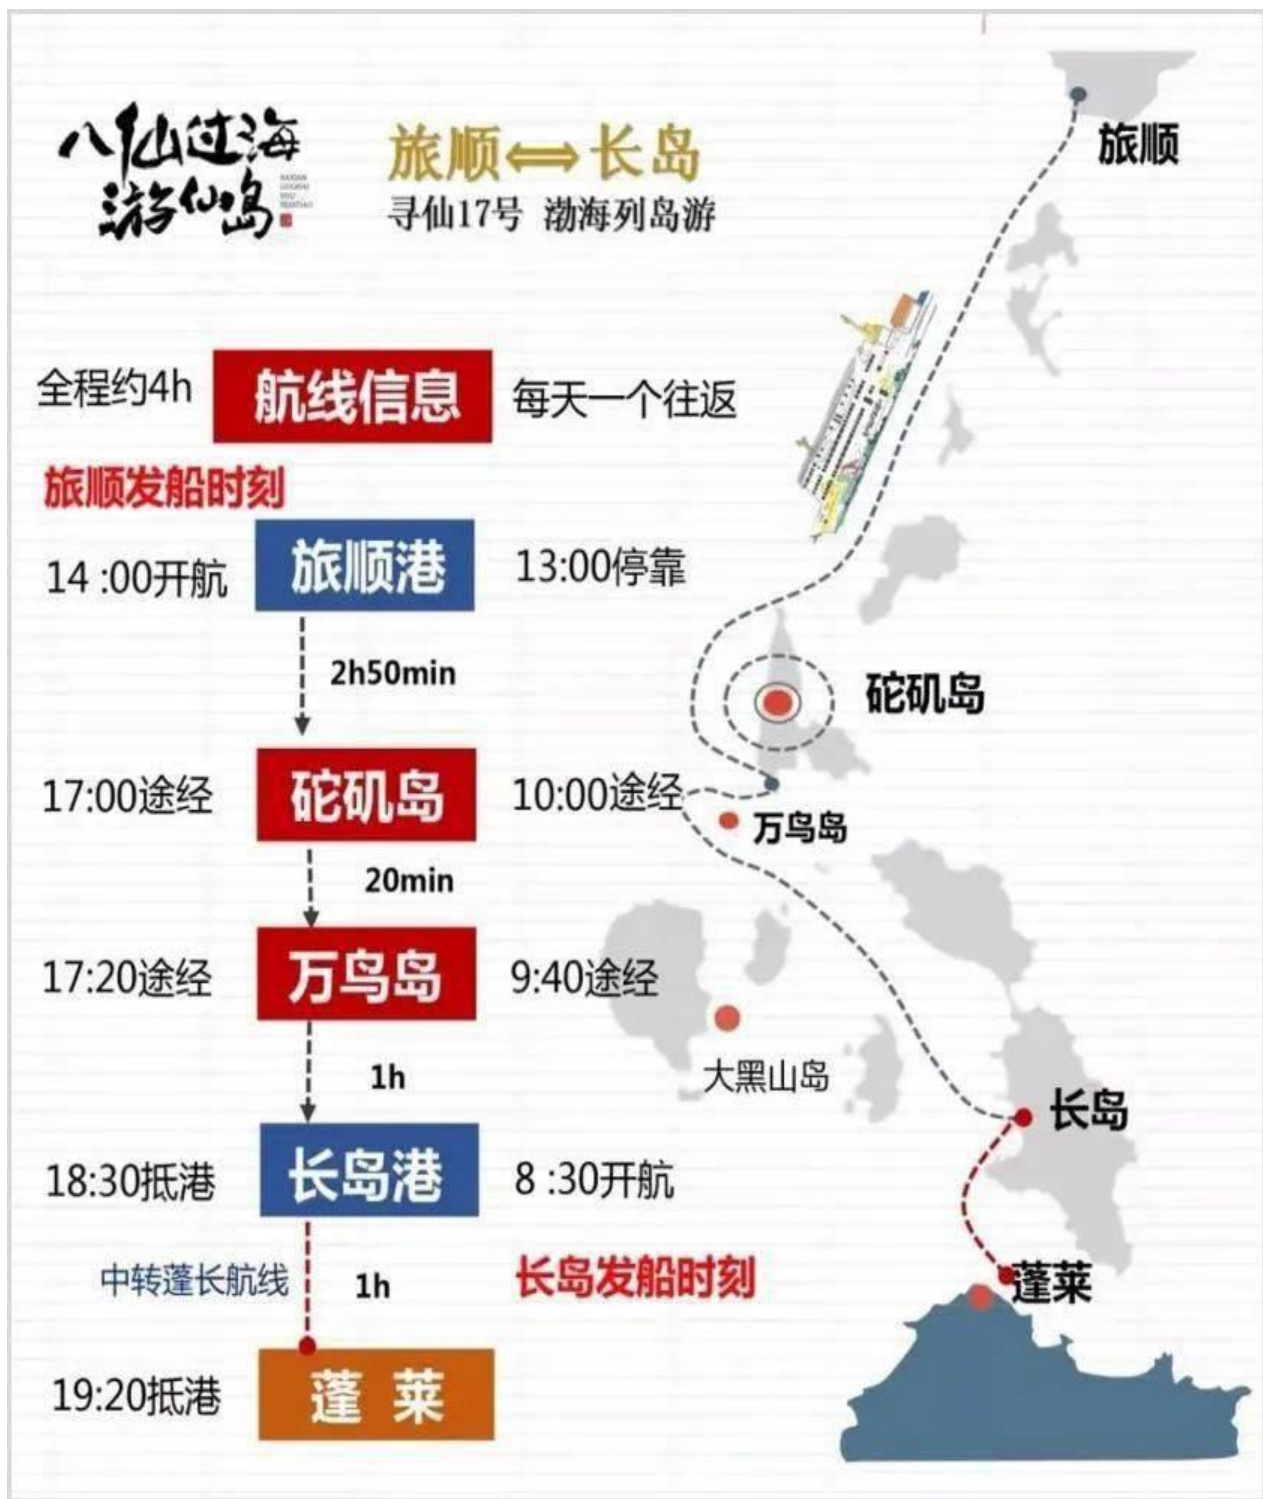 八仙过海
游仙岛
旅顺⟺长岛
寻仙17号 渤海列岛游
旅顺
全程约4h 航线信息 每天一个往返
旅顺发船时刻
14 :00开航 旅顺港 13:00停靠
2h50min
砣矶岛
17:00途经 砣矶岛 10:00途经
万鸟岛
20min
17:20途经 万鸟岛 9:40途经
大黑山岛
1h
长岛
18:30抵港 长岛港 8 :30开航
中转蓬长航线 1h 长岛发船时刻
蓬莱
19:20抵港 蓬 莱